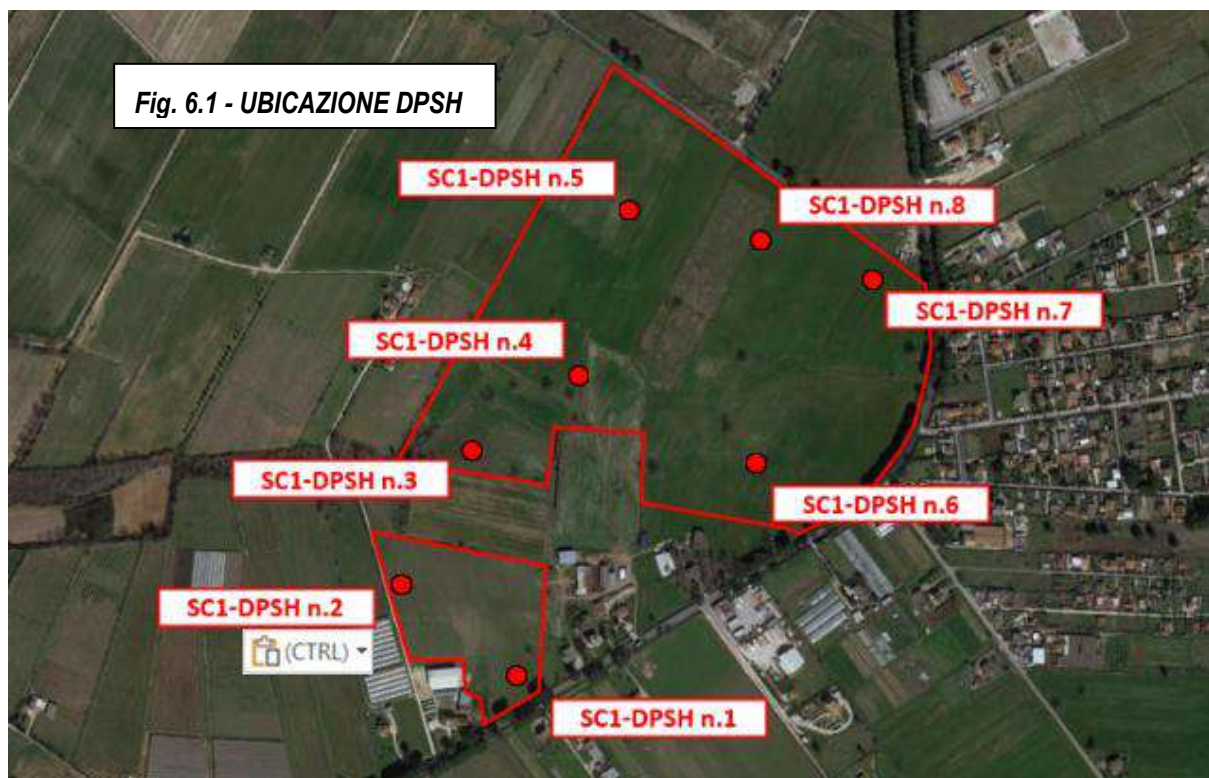 Fig. 6.1 - UBICAZIONE DPSH
SC1-DPSH n.5
SC1-DPSH n.8
SC1-DPSH n.7
SC1-DPSH n.4
SC1-DPSH n.3
SC1-DPSH n.6
SC1-DPSH n.2
(CTRL)
SC1-DPSH n.1